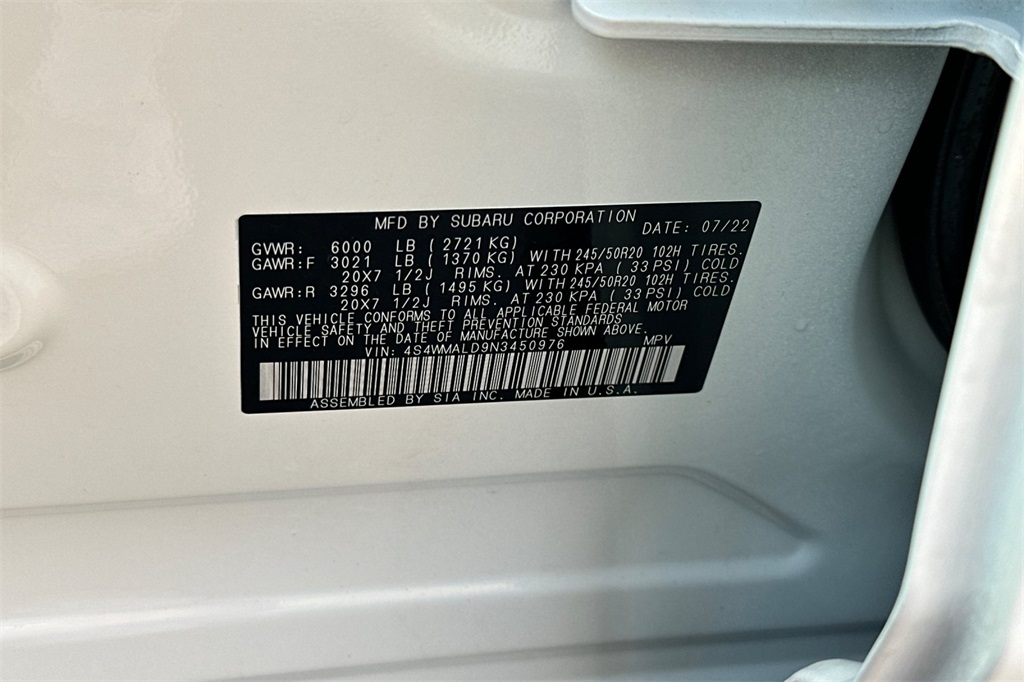 MFD BY SUBARU CORPORATION DATE: 07/22
GVWR: 6000 LB ( 2721 KG)
GAWR:F 3021 LB ( 1370 KG) WITH 245/50R20 102H TIRES.
20X7 1/2J RIMS. AT 230 KPA ( 33 PSI) COLD
GAWR:R 3296 LB ( 1495 KG) WITH 245/50R20 102H TIRES.
20X7 1/2J RIMS. AT 230 KPA ( 33 PSI) COLD
THIS VEHICLE CONFORMS TO ALL APPLICABLE FEDERAL MOTOR
VEHICLE SAFETY AND THEFT PREVENTION STANDARDS
IN EFFECT ON THE DATE OF MANUFACTURE SHOWN ABOVE.
VIN: 4S4WMALD9N3450976 MPV
ASSEMBLED BY SIA INC. MADE IN U.S.A.